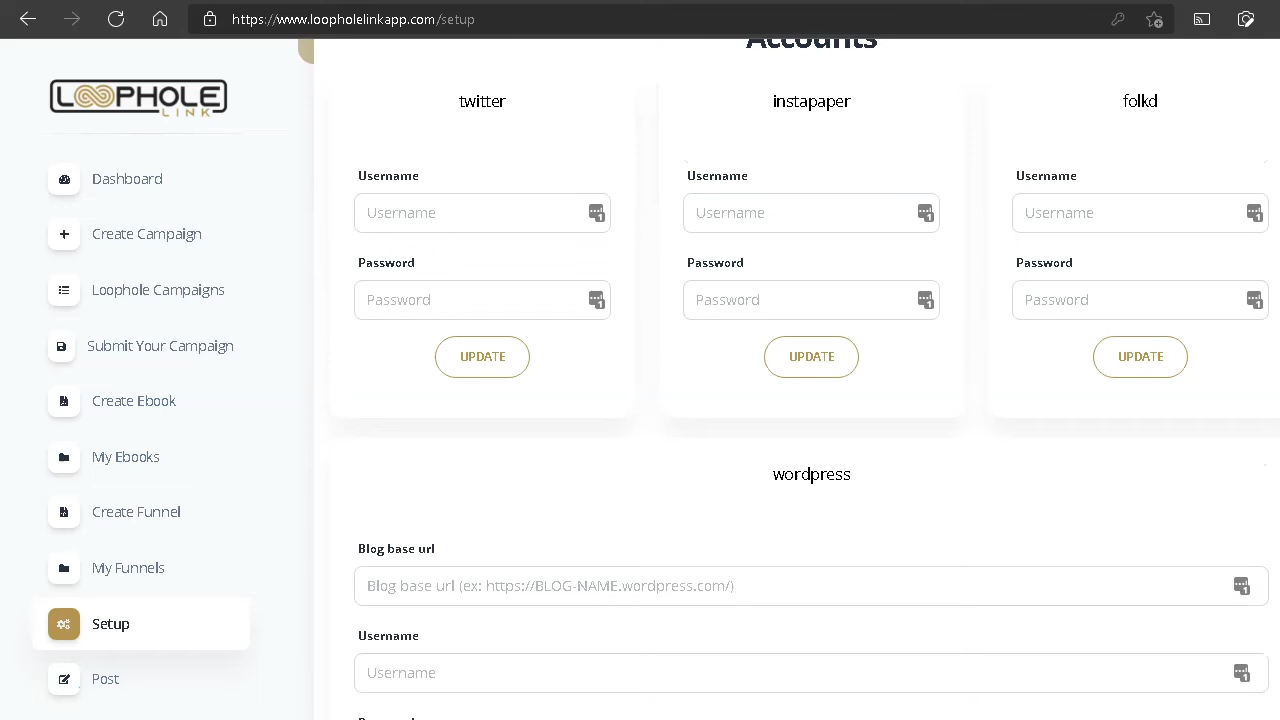 https://www.loopholelinkapp.com/setup
LOOPHOLE
LINK
Dashboard
Create Campaign
Loophole Campaigns
Submit Your Campaign
Create Ebook
My Ebooks
Create Funnel
My Funnels
Setup
Post
Accounts
twitter
Username
Username
Password
Password
UPDATE
instapaper
Username
Username
Password
Password
UPDATE
folkd
Username
Username
Password
Password
UPDATE
wordpress
Blog base url
Blog base url (ex: https://BLOG-NAME.wordpress.com/)
Username
Username